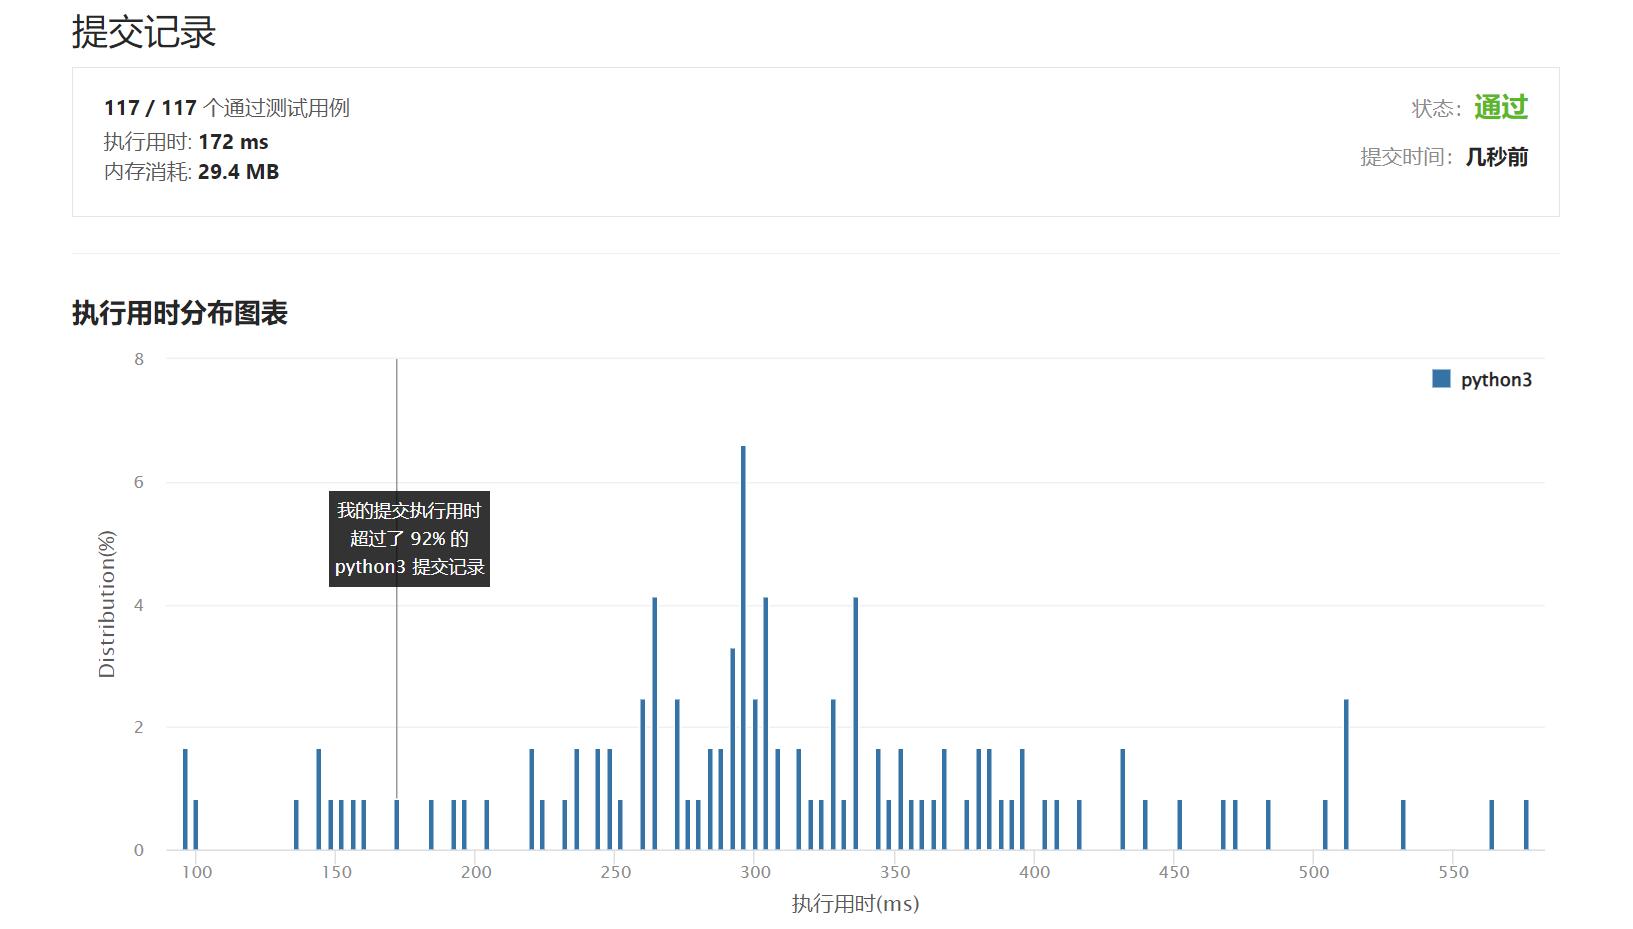 提交记录
117 / 117 个通过测试用例
状态：通过
执行用时: 172 ms
提交时间：几秒前
内存消耗: 29.4 MB
执行用时分布图表
8
python3
6
我的提交执行用时
超过了 92% 的
python3 提交记录
Distribution(%)
4
2
0
100 150 200 250 300 350 400 450 500 550
执行用时(ms)